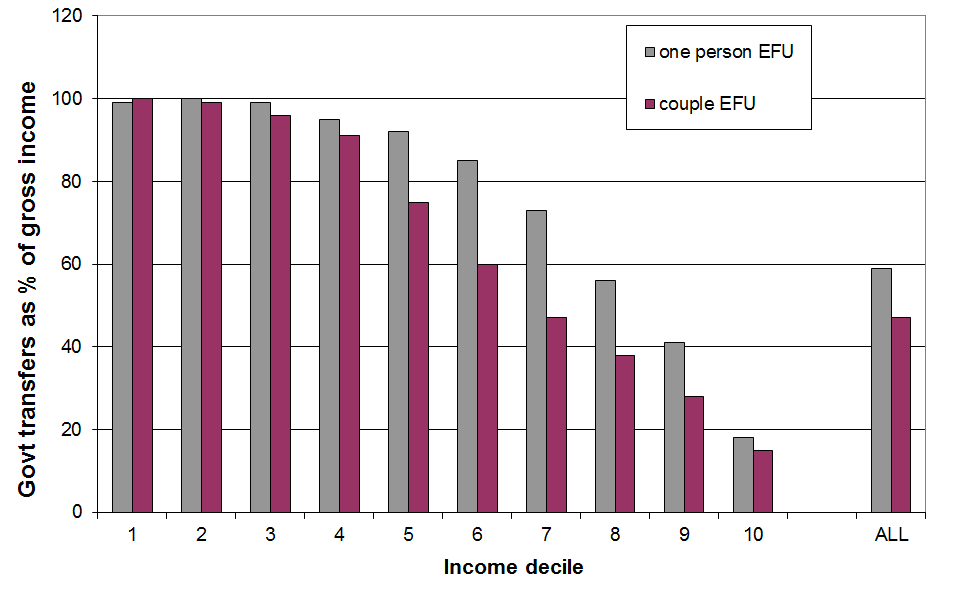 120
100
80
60
40
20
0
Govt transfers as % of gross income
one person EFU
couple EFU
1 2 3 4 5 6 7 8 9 10 ALL
Income decile